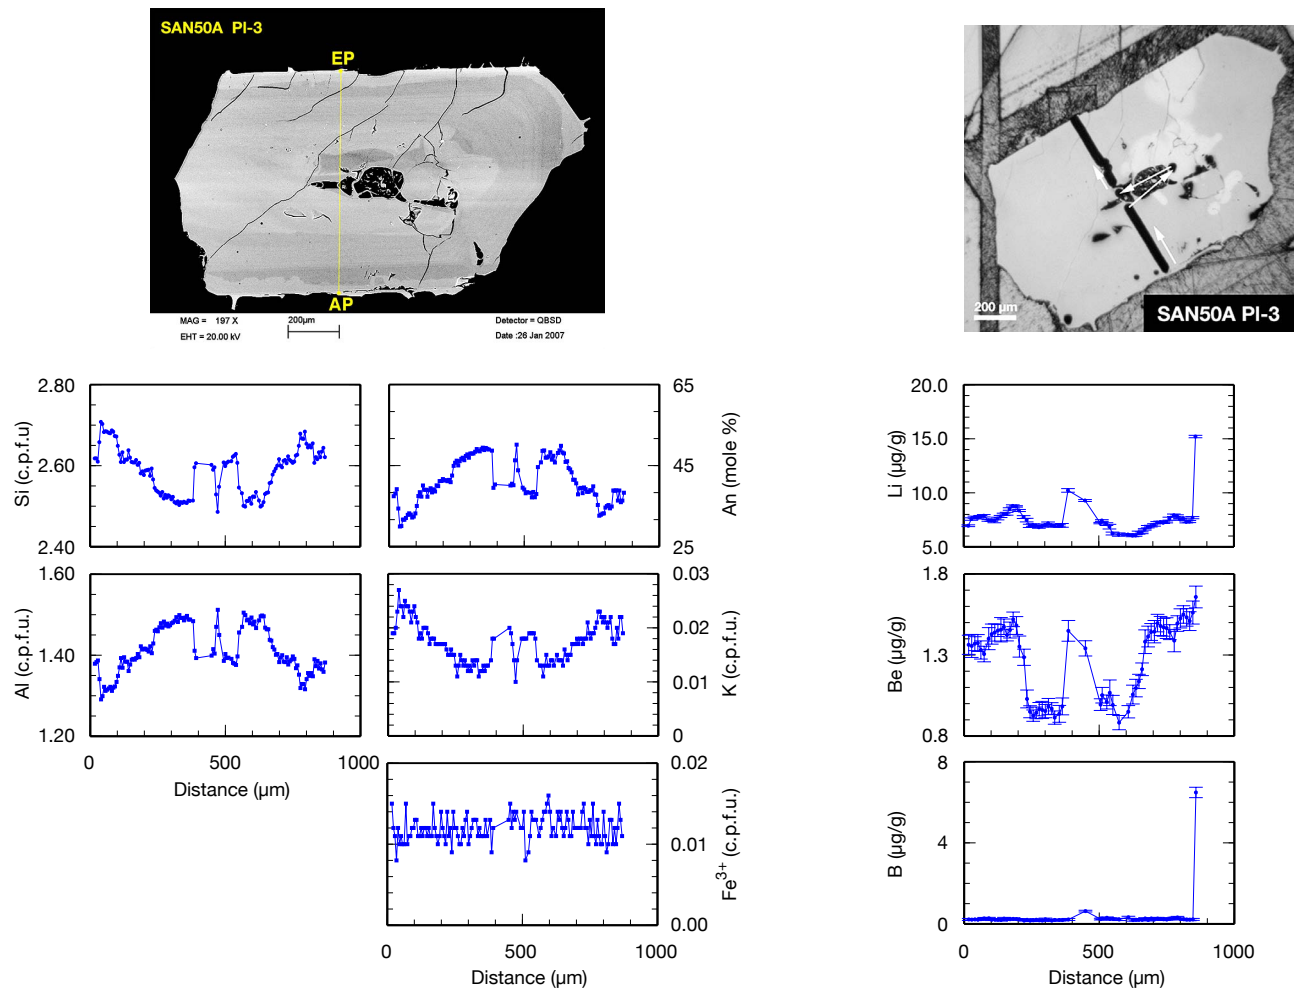 SAN50A PI-3
EP
AP
MAG = 197 X
200µm
Detector = QBSD
EHT = 20.00 kV
Date :26 Jan 2007
200 µm
SAN50A PI-3
2.80
2.60
2.40
Si (c.p.f.u)
65
45
25
An (mole %)
20.0
15.0
10.0
5.0
Li (µg/g)
1.60
1.40
1.20
Al (c.p.f.u.)
0
500
1000
Distance (µm)
0.03
0.02
0.01
0
K (c.p.f.u.)
1.8
1.3
0.8
Be (µg/g)
0.02
0.01
0.00
Fe3+ (c.p.f.u.)
0
500
1000
Distance (µm)
8
4
0
B (µg/g)
0
500
1000
Distance (µm)